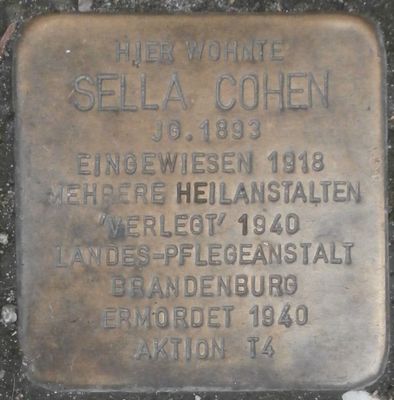 HIER WOHNTE
SELLA COHEN
JG. 1893
EINGEWIESEN 1918
MEHRERE HEILANSTALTEN
'VERLEGT' 1940
LANDES-PFLEGEANSTALT
BRANDENBURG
ERMORDET 1940
AKTION T4